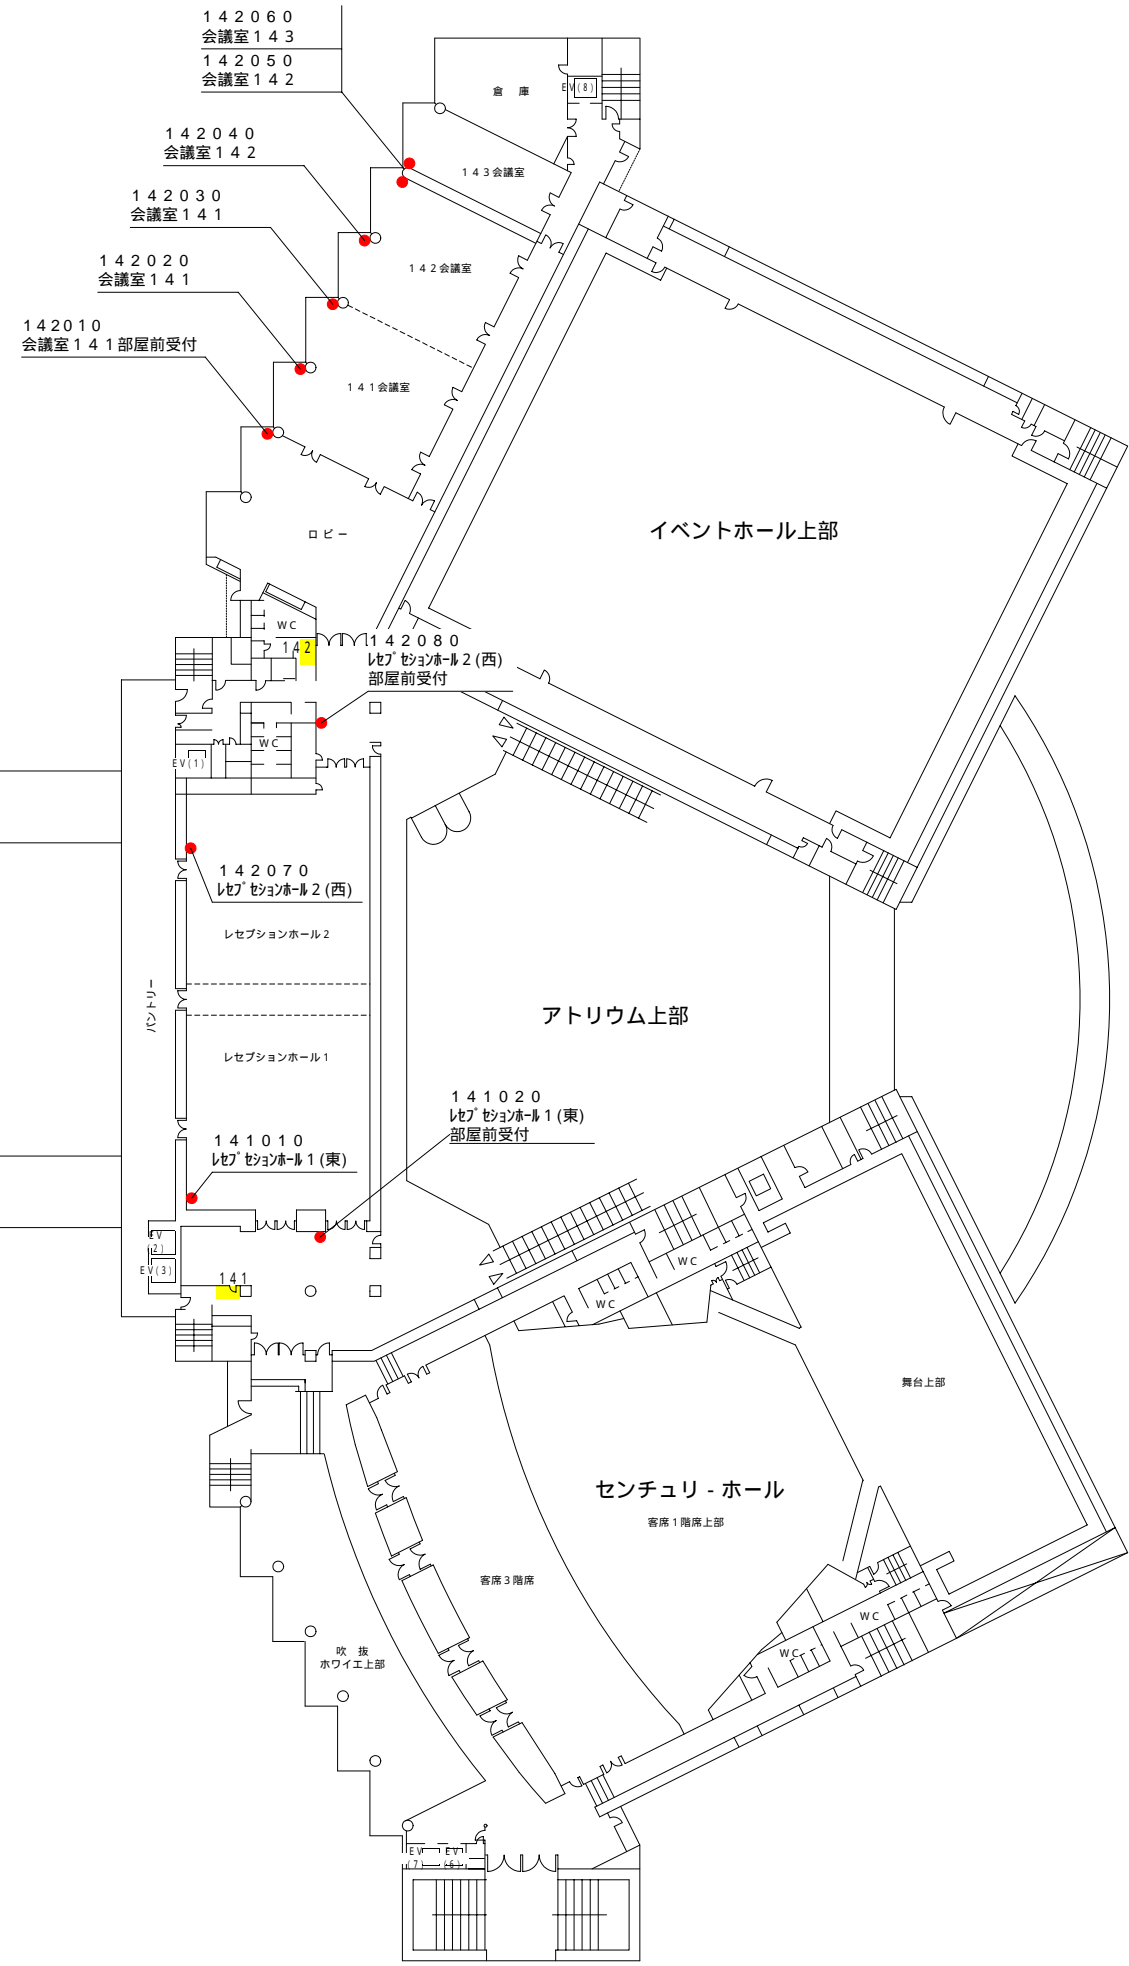 １４２０６０
会議室１４３
１４２０５０
会議室１４２
倉　庫
EV(8)
１４２０４０
会議室１４２
１４３会議室
１４２０３０
会議室１４１
１４２会議室
１４２０２０
会議室１４１
１４２０１０
会議室１４１部屋前受付
１４１会議室
ロビー
イベントホール上部
WC
１４２
１４２０８０
ﾚｾﾌﾟｾｼｮﾝﾎｰﾙ２(西)
部屋前受付
WC
EV(1)
１４２０７０
ﾚｾﾌﾟｾｼｮﾝﾎｰﾙ２(西)
レセプションホール２
パントリー
アトリウム上部
レセプションホール１
１４１０２０
ﾚｾﾌﾟｾｼｮﾝﾎｰﾙ１(東)
部屋前受付
１４１０１０
ﾚｾﾌﾟｾｼｮﾝﾎｰﾙ１(東)
EV
(2)
EV(3)
１４１
WC
WC
舞台上部
センチュリ‐ホール
客席１階席上部
客席３階席
WC
WC
吹　抜
ホワイエ上部
EV
(7)
EV
(6)